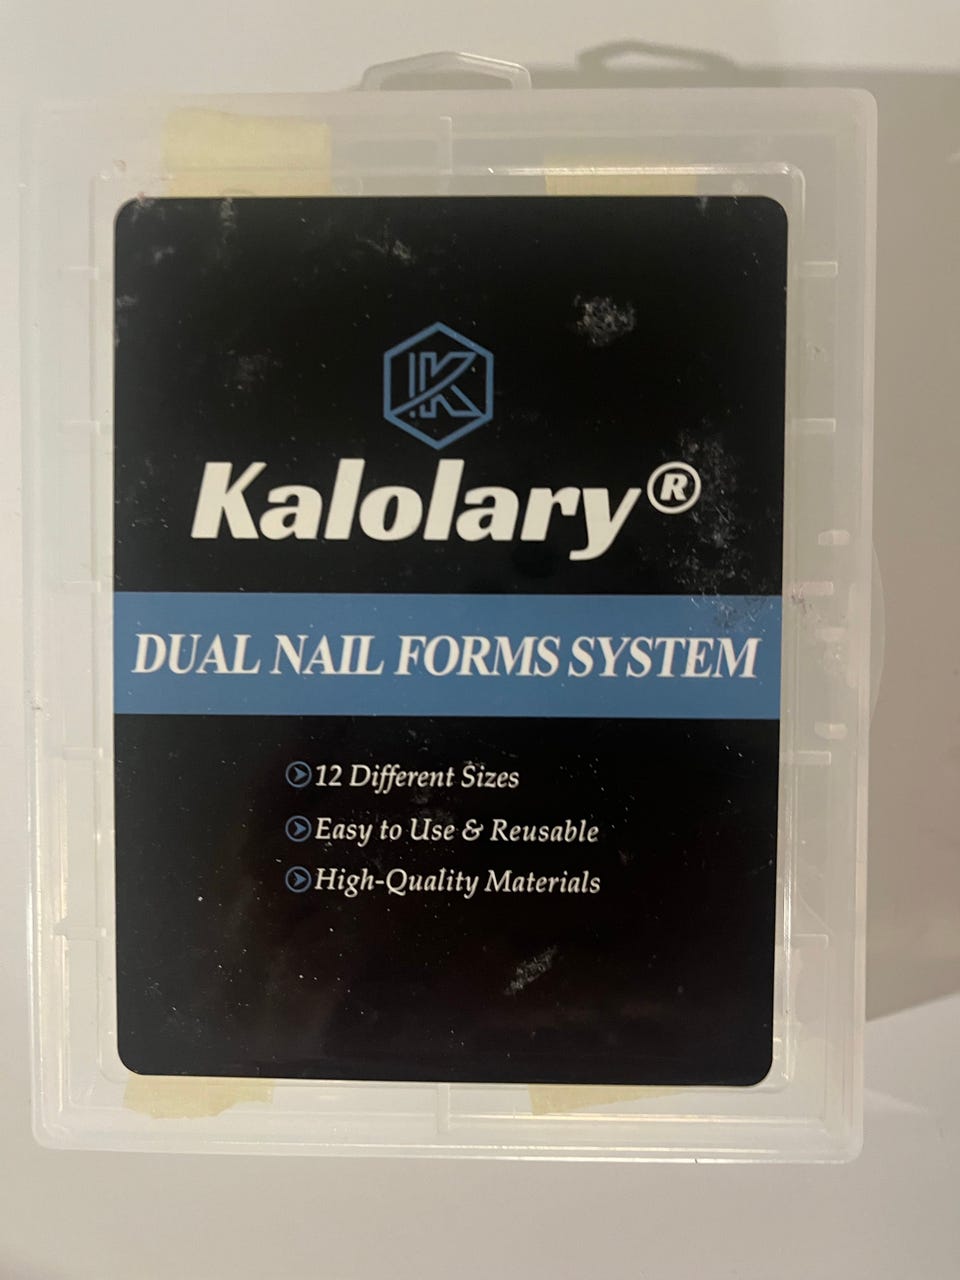 K
Kalolary®
DUAL NAIL FORMS SYSTEM
12 Different Sizes
Easy to Use & Reusable
High-Quality Materials